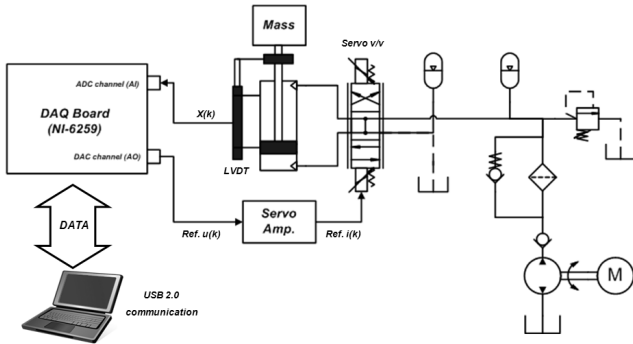 Mass
Servo v/v
ADC channel (AI)
DAQ Board
(NI-6259)
X(k)
DAC channel (AO)
LVDT
DATA
Servo
Amp.
Ref. u(k)
Ref. i(k)
M
USB 2.0
communication